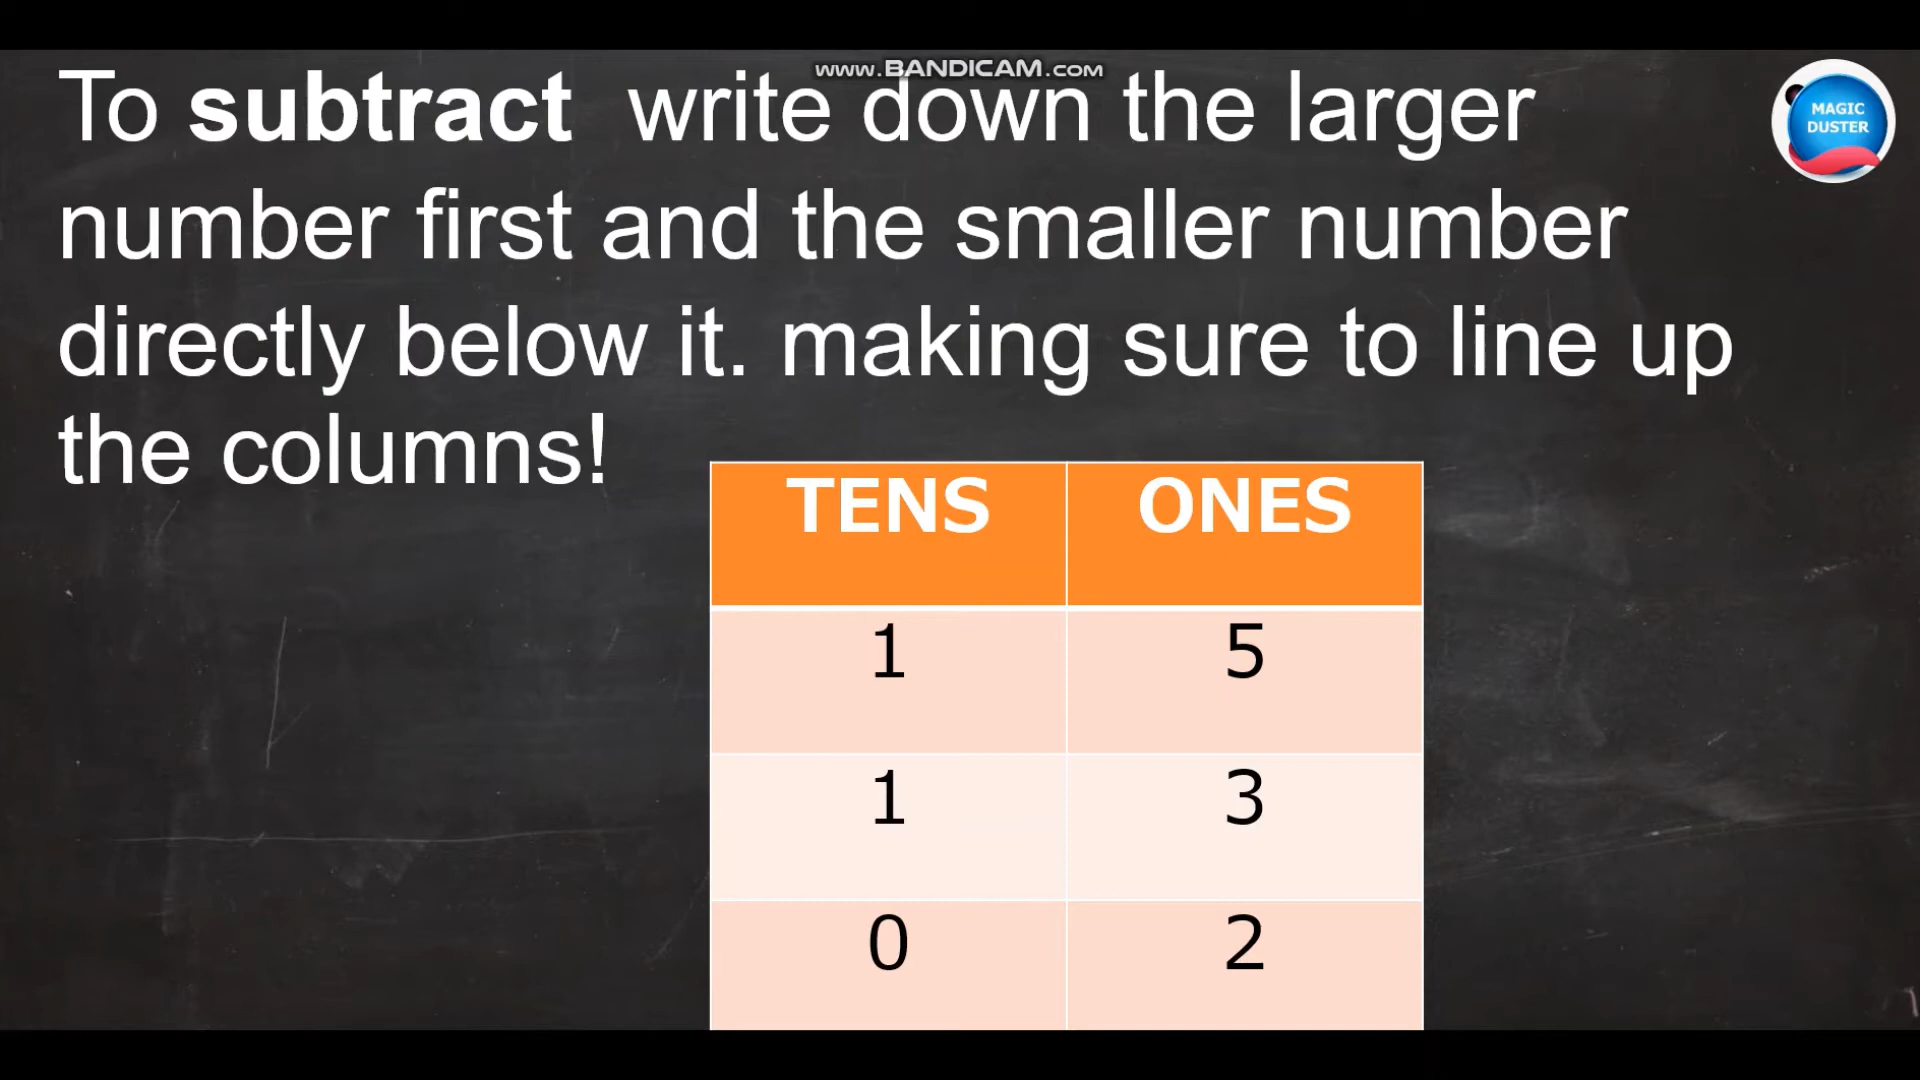 www.BANDICAM.com
To subtract write down the larger
MAGIC
DUSTER
number first and the smaller number
directly below it. making sure to line up
the columns!
TENS ONES
1 5
1 3
0 2